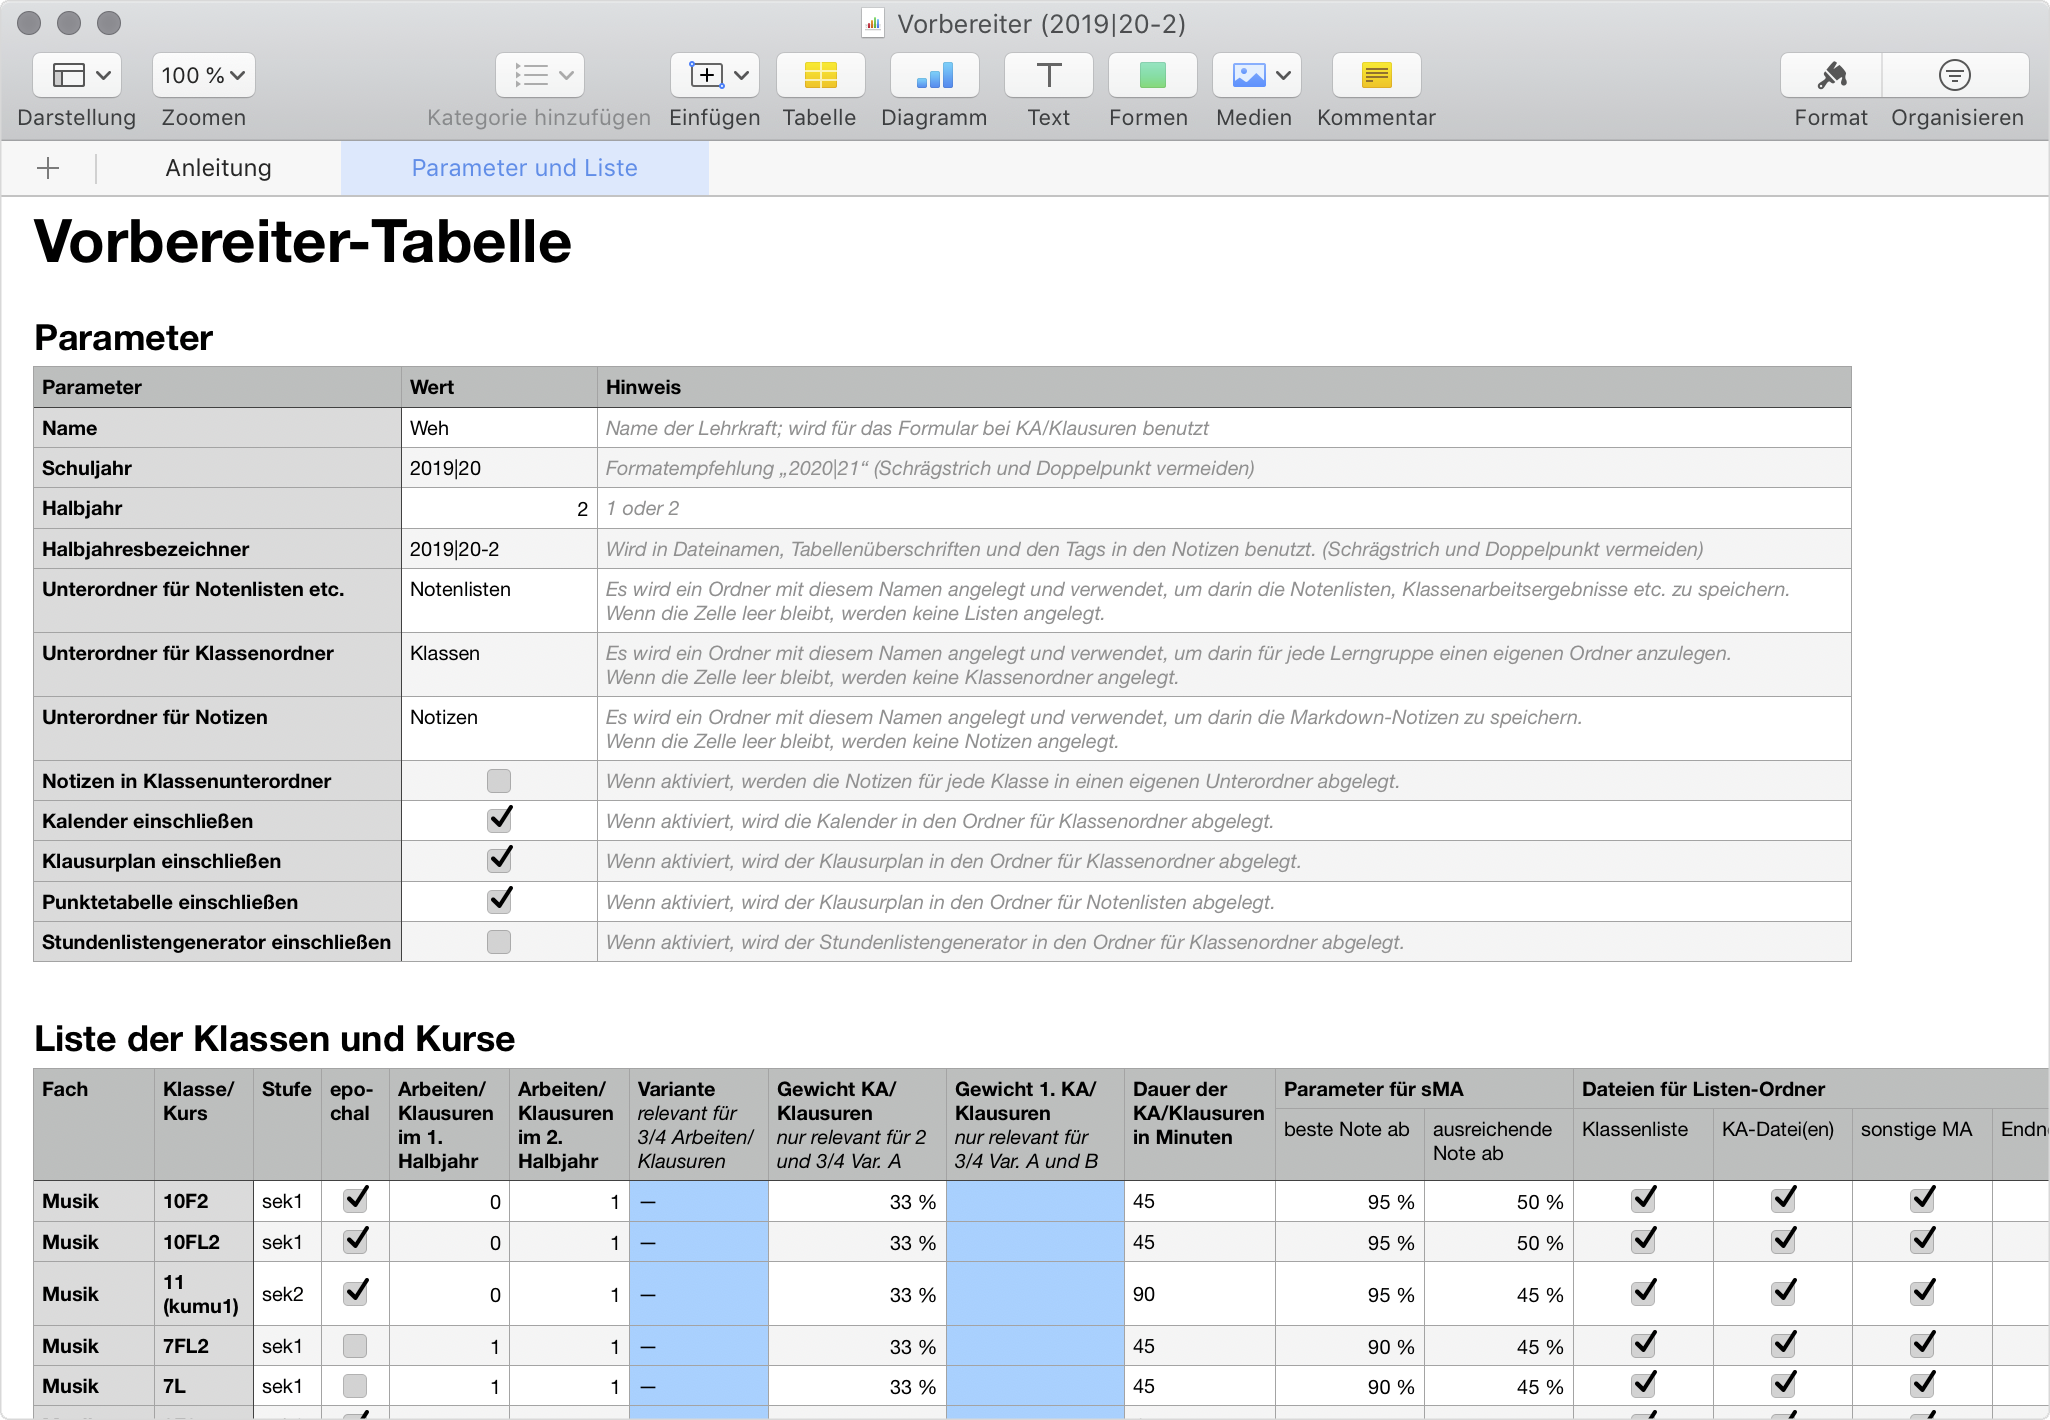 Vorbereiter (2019|20-2)
100 %
Darstellung Zoomen Kategorie hinzufügen Einfügen Tabelle Diagramm Text Formen Medien Kommentar Format Organisieren
Anleitung Parameter und Liste
Vorbereiter-Tabelle
Parameter
Parameter Wert Hinweis
Name Weh Name der Lehrkraft; wird für das Formular bei KA/Klausuren benutzt
Schuljahr 2019|20 Formatempfehlung „2020|21“ (Schrägstrich und Doppelpunkt vermeiden)
Halbjahr 2 1 oder 2
Halbjahresbezeichner 2019|20-2 Wird in Dateinamen, Tabellenüberschriften und den Tags in den Notizen benutzt. (Schrägstrich und Doppelpunkt vermeiden)
Unterordner für Notenlisten etc. Notenlisten Es wird ein Ordner mit diesem Namen angelegt und verwendet, um darin die Notenlisten, Klassenarbeitsergebnisse etc. zu speichern.
Wenn die Zelle leer bleibt, werden keine Listen angelegt.
Unterordner für Klassenordner Klassen Es wird ein Ordner mit diesem Namen angelegt und verwendet, um darin für jede Lerngruppe einen eigenen Ordner anzulegen.
Wenn die Zelle leer bleibt, werden keine Klassenordner angelegt.
Unterordner für Notizen Notizen Es wird ein Ordner mit diesem Namen angelegt und verwendet, um darin die Markdown-Notizen zu speichern.
Wenn die Zelle leer bleibt, werden keine Notizen angelegt.
Notizen in Klassenunterordner Wenn aktiviert, werden die Notizen für jede Klasse in einen eigenen Unterordner abgelegt.
Kalender einschließen Wenn aktiviert, wird die Kalender in den Ordner für Klassenordner abgelegt.
Klausurplan einschließen Wenn aktiviert, wird der Klausurplan in den Ordner für Klassenordner abgelegt.
Punktetabelle einschließen Wenn aktiviert, wird der Klausurplan in den Ordner für Notenlisten abgelegt.
Stundenlistengenerator einschließen Wenn aktiviert, wird der Stundenlistengenerator in den Ordner für Klassenordner abgelegt.
Liste der Klassen und Kurse
Fach Klasse/ Stufe epo- Arbeiten/ Arbeiten/ Variante Gewicht KA/ Gewicht 1. KA/ Dauer der Parameter für sMA Dateien für Listen-Ordner
Kurs chal Klausuren Klausuren relevant für Klausuren Klausuren KA/Klausuren beste Note ab ausreichende Klassenliste KA-Datei(en) sonstige MA
im 1. im 2. 3/4 Arbeiten/ nur relevant für 2 nur relevant für in Minuten Note ab
Halbjahr Halbjahr Klausuren und 3/4 Var. A 3/4 Var. A und B
Musik 10F2 sek1 0 1 — 33 % 45 95 % 50 %
Musik 10FL2 sek1 0 1 — 33 % 45 95 % 50 %
Musik 11 (kumu1) sek2 0 1 — 33 % 90 95 % 45 %
Musik 7FL2 sek1 1 1 — 33 % 45 90 % 45 %
Musik 7L sek1 1 1 — 33 % 45 90 % 45 %